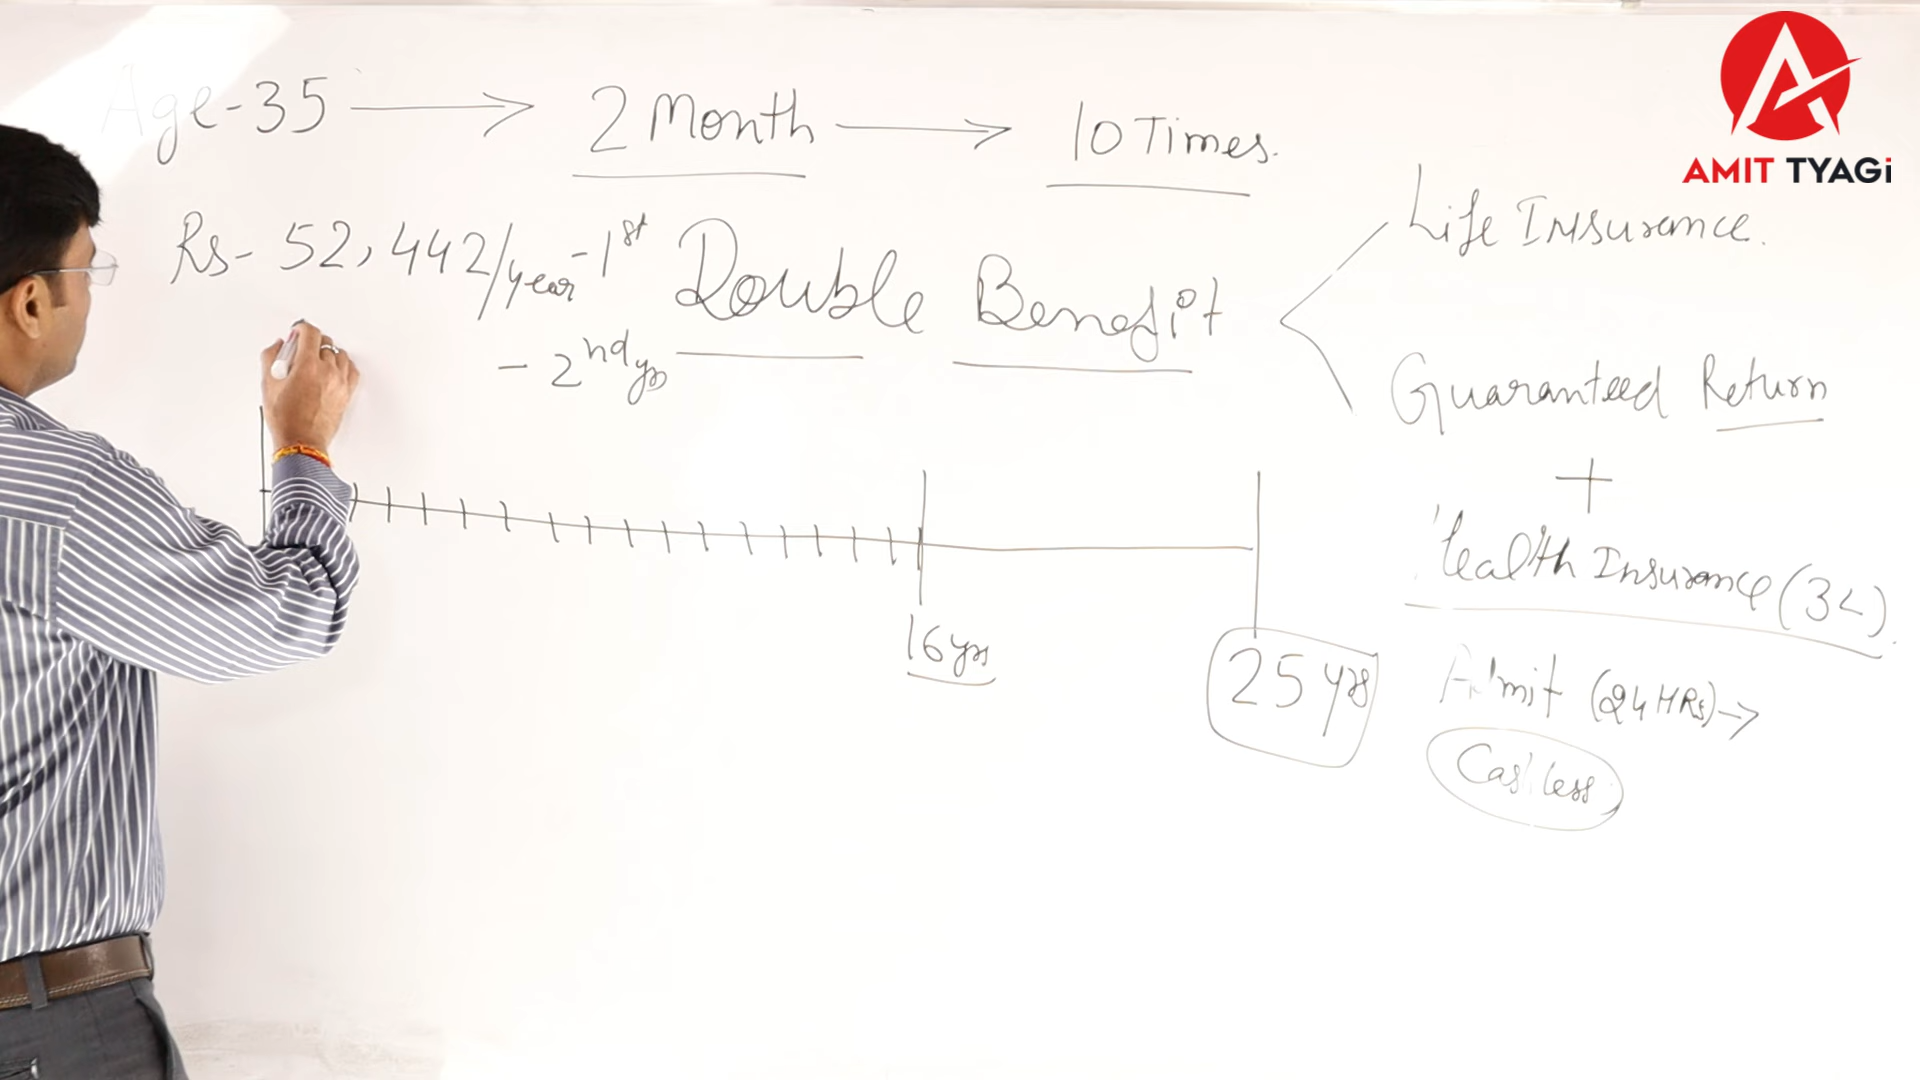 Age-35 → 2 Month → 10 Times.
AMIT TYAGi
Rs- 52,442/year - 1st
- 2nd yr
Double Benefit
Life Insurance.
Guaranteed Return
+
Health Insurance (3L).
16 yrs
25 yrs
Admit (24 HRs) →
Cashless